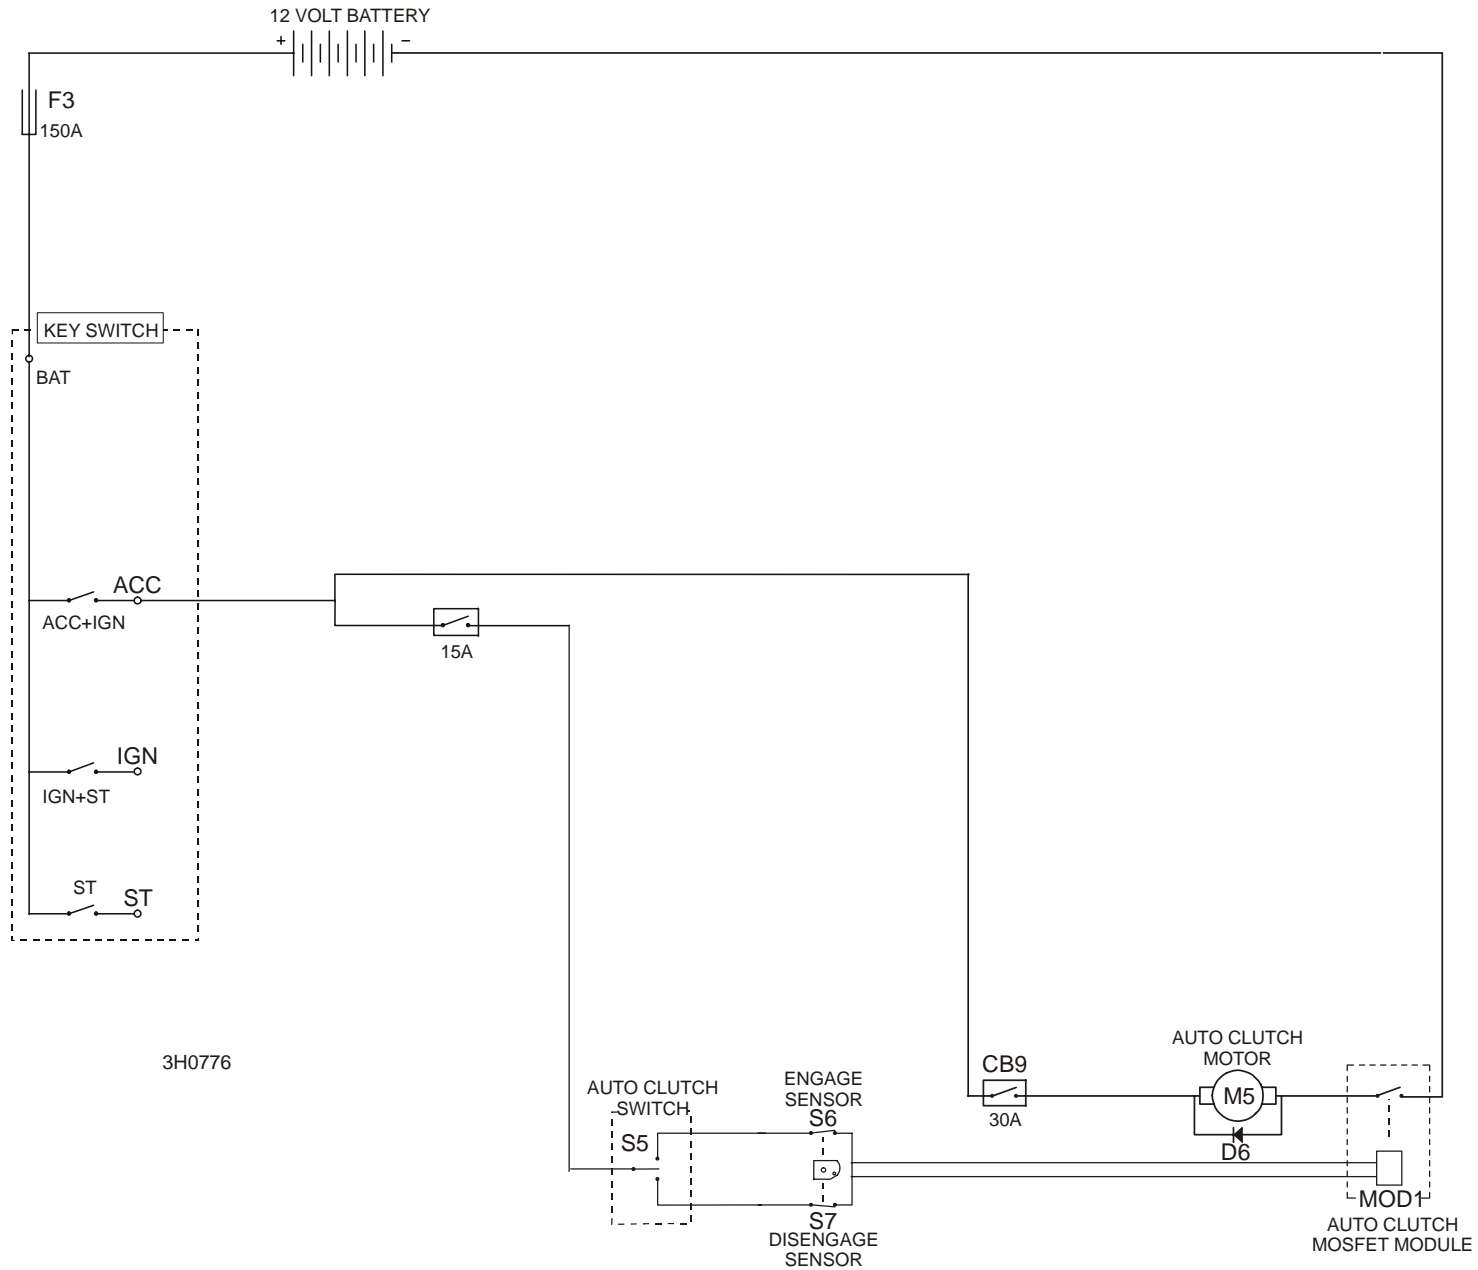 12 VOLT BATTERY
+ −
F3
150A
KEY SWITCH
BAT
ACC
ACC+IGN
15A
IGN
IGN+ST
ST
ST
3H0776
AUTO CLUTCH
SWITCH
S5
ENGAGE
SENSOR
S6
S7
DISENGAGE
SENSOR
CB9
30A
AUTO CLUTCH
MOTOR
M5
D6
MOD1
AUTO CLUTCH
MOSFET MODULE